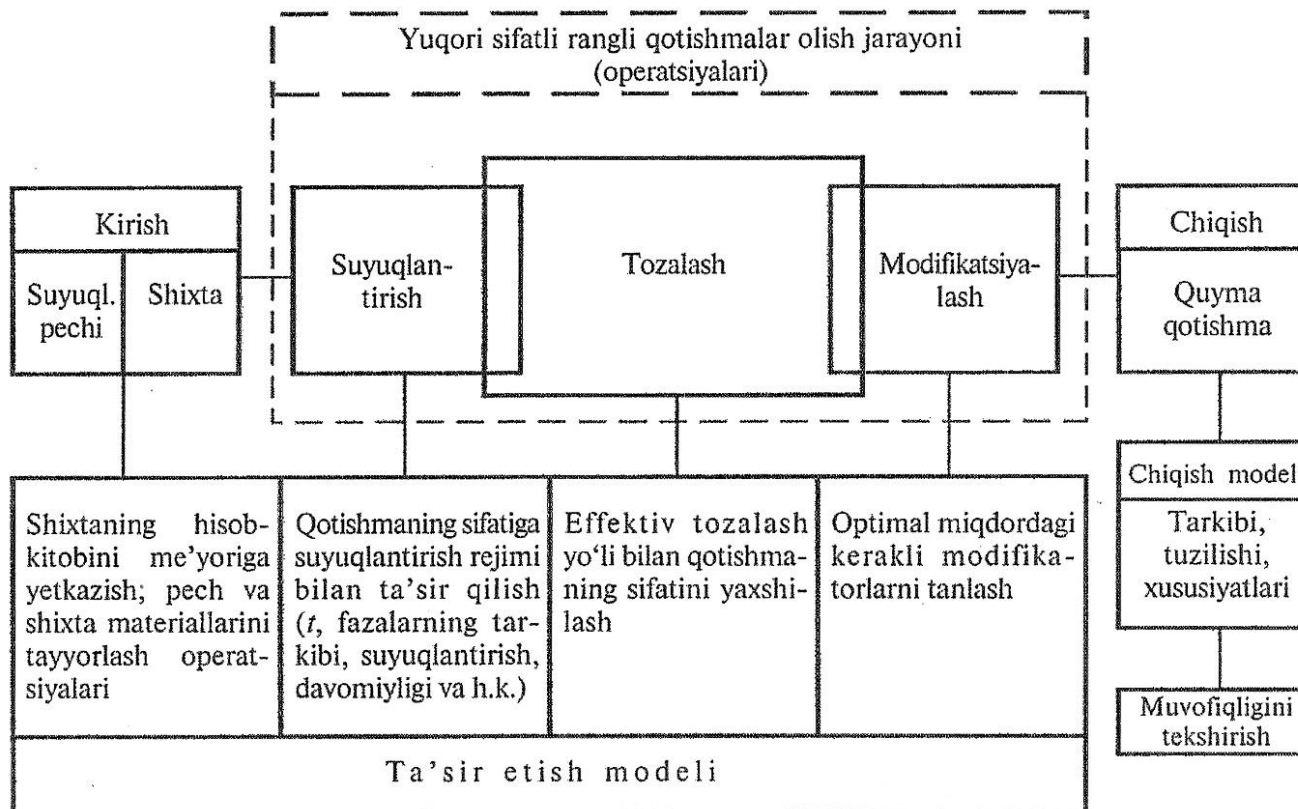 Yuqori sifatli rangli qotishmalar olish jarayoni
(operatsiyalari)
Kirish
Suyuql.
pechi
Shixta
Suyuqlan-
tirish
Tozalash
Modifikatsiya-
lash
Chiqish
Quyma
qotishma
Shixtaning hisob-
kitobini me’yoriga
yetkazish; pech va
shixta materiallarini
tayyorlash operat-
siyalari
Qotishmaning sifatiga
suyuqlantirish rejimi
bilan ta’sir qilish
(t, fazalarning tar-
kibi, suyuqlantirish,
davomiyligi va h.k.)
Effektiv tozalash
yo‘li bilan qotishma-
ning sifatini yaxshi-
lash
Optimal miqdordagi
kerakli modifika-
torlarni tanlash
Chiqish model
Tarkibi,
tuzilishi,
xususiyatlari
Muvofiqligini
tekshirish
Ta’sir etish modeli